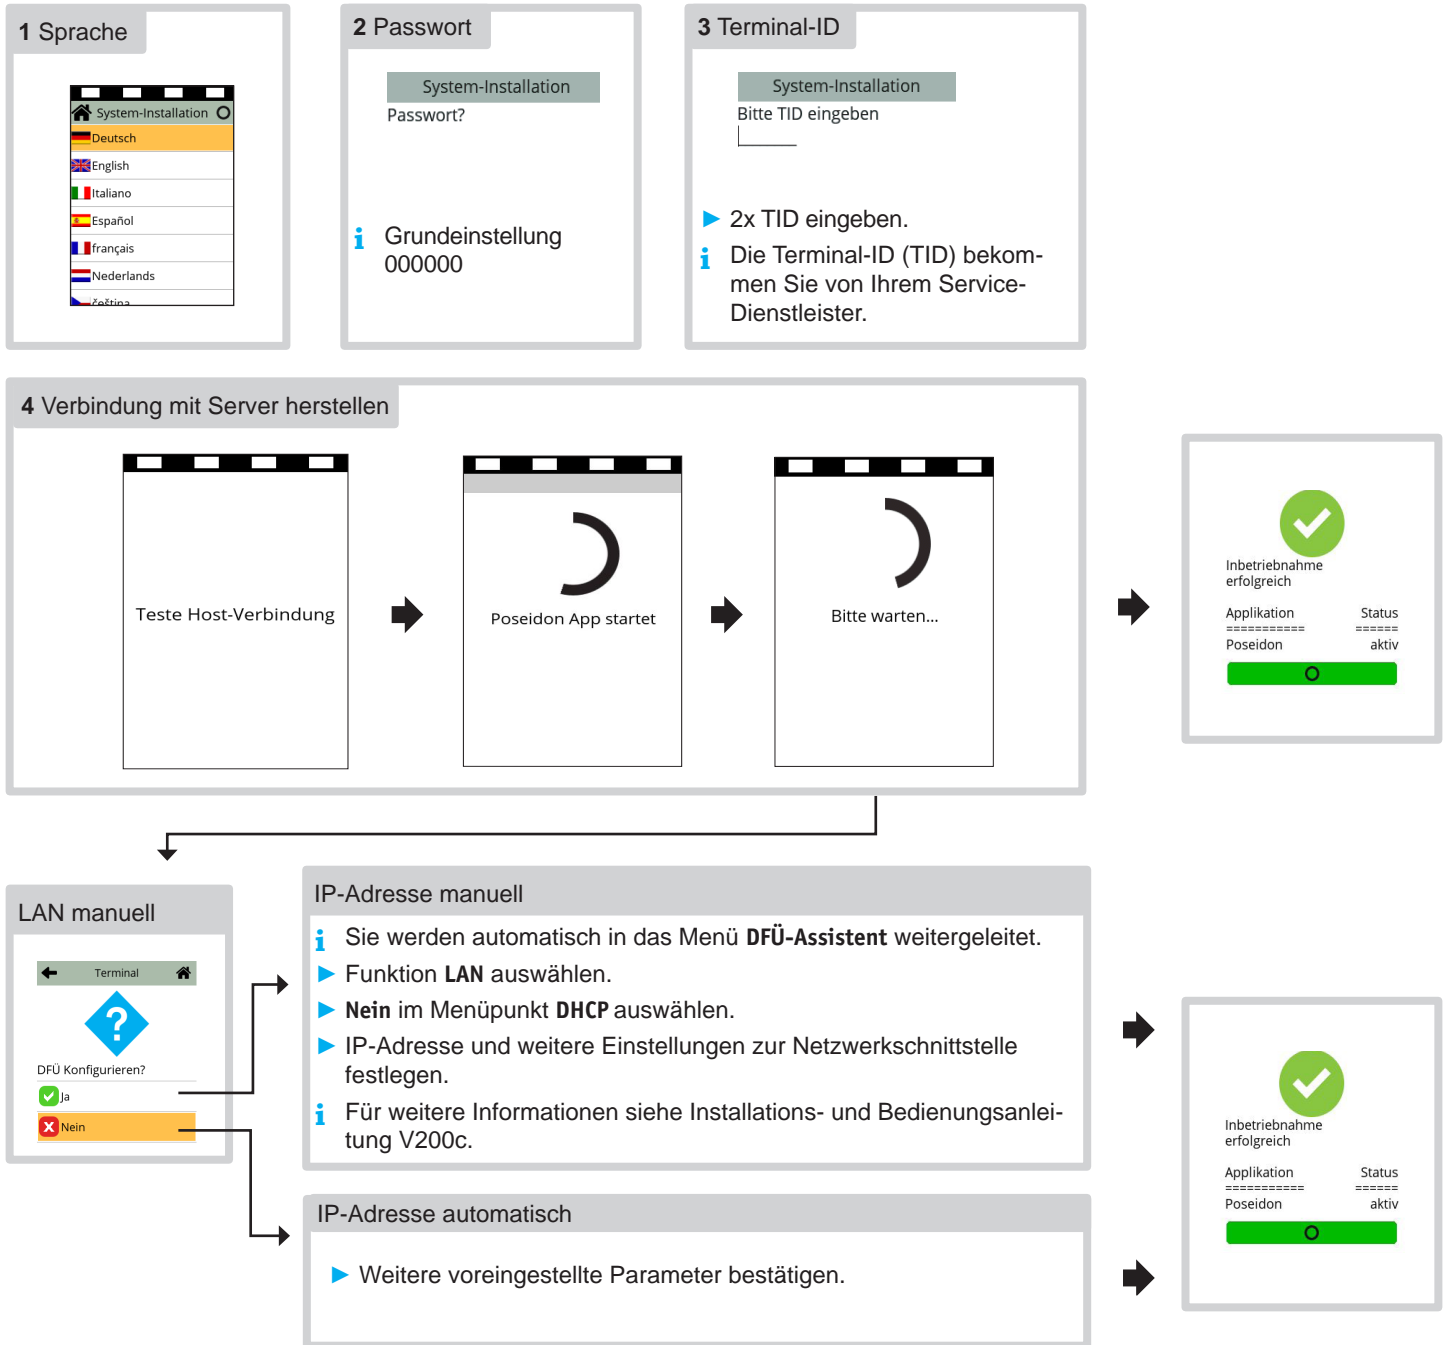 1 Sprache
System-Installation
Deutsch
English
Italiano
Español
français
Nederlands
čeština
2 Passwort
System-Installation
Passwort?
i Grundeinstellung
000000
3 Terminal-ID
System-Installation
Bitte TID eingeben
► 2x TID eingeben.
i Die Terminal-ID (TID) bekom-
men Sie von Ihrem Service-
Dienstleister.
4 Verbindung mit Server herstellen
Teste Host-Verbindung
Poseidon App startet
Bitte warten...
Inbetriebnahme
erfolgreich
Applikation Status
=========== ======
Poseidon aktiv
LAN manuell
Terminal
?
DFÜ Konfigurieren?
Ja
X Nein
IP-Adresse manuell
i Sie werden automatisch in das Menü DFÜ-Assistent weitergeleitet.
► Funktion LAN auswählen.
► Nein im Menüpunkt DHCP auswählen.
► IP-Adresse und weitere Einstellungen zur Netzwerkschnittstelle
festlegen.
i Für weitere Informationen siehe Installations- und Bedienungsanlei-
tung V200c.
IP-Adresse automatisch
► Weitere voreingestellte Parameter bestätigen.
Inbetriebnahme
erfolgreich
Applikation Status
=========== ======
Poseidon aktiv